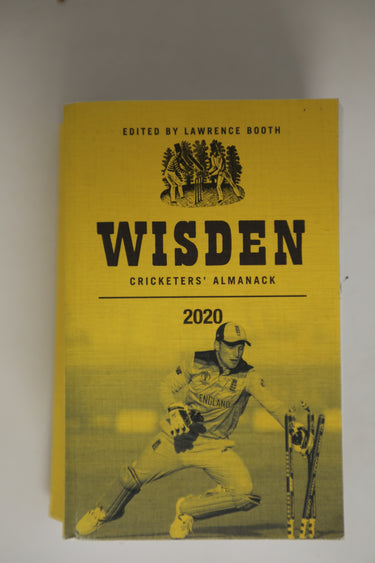 EDITED BY LAWRENCE BOOTH
WISDEN
CRICKETERS' ALMANACK
2020
ENGLAND